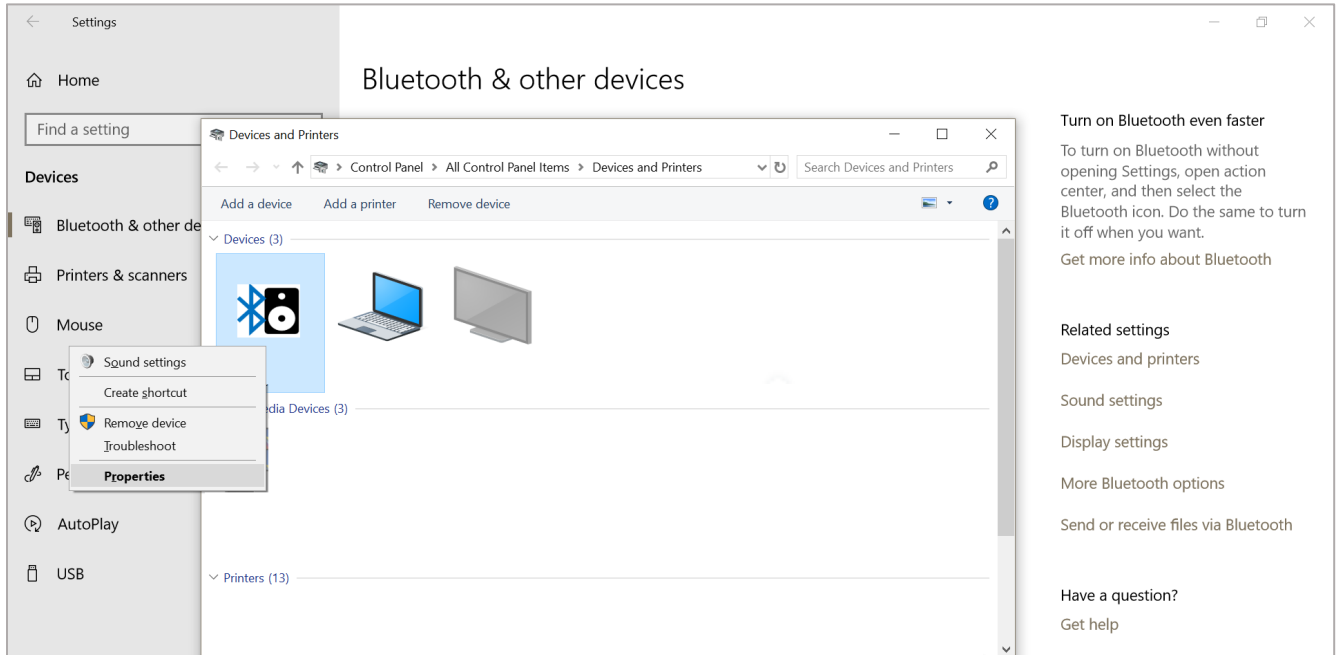 Settings
Home
Find a setting
Devices
Bluetooth & other de
Printers & scanners
Mouse
AutoPlay
USB
Bluetooth & other devices
Devices and Printers
Control Panel > All Control Panel Items > Devices and Printers
Search Devices and Printers
Add a device Add a printer Remove device
Devices (3)
Sound settings
Create shortcut
Remove device
Troubleshoot
Properties
dia Devices (3)
Printers (13)
Turn on Bluetooth even faster
To turn on Bluetooth without
opening Settings, open action
center, and then select the
Bluetooth icon. Do the same to turn
it off when you want.
Get more info about Bluetooth
Related settings
Devices and printers
Sound settings
Display settings
More Bluetooth options
Send or receive files via Bluetooth
Have a question?
Get help